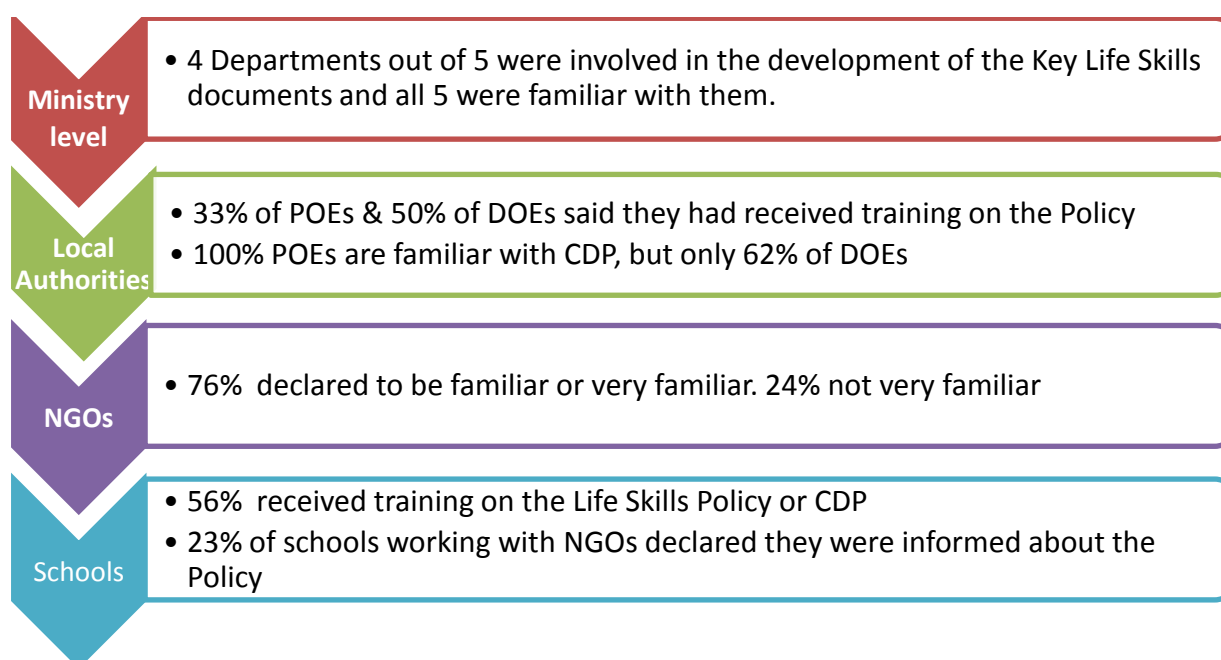 Ministry
level
• 4 Departments out of 5 were involved in the development of the Key Life Skills
documents and all 5 were familiar with them.
Local
Authorities
• 33% of POEs & 50% of DOEs said they had received training on the Policy
• 100% POEs are familiar with CDP, but only 62% of DOEs
NGOs
• 76%  declared to be familiar or very familiar. 24% not very familiar
Schools
• 56%  received training on the Life Skills Policy or CDP
• 23% of schools working with NGOs declared they were informed about the
Policy